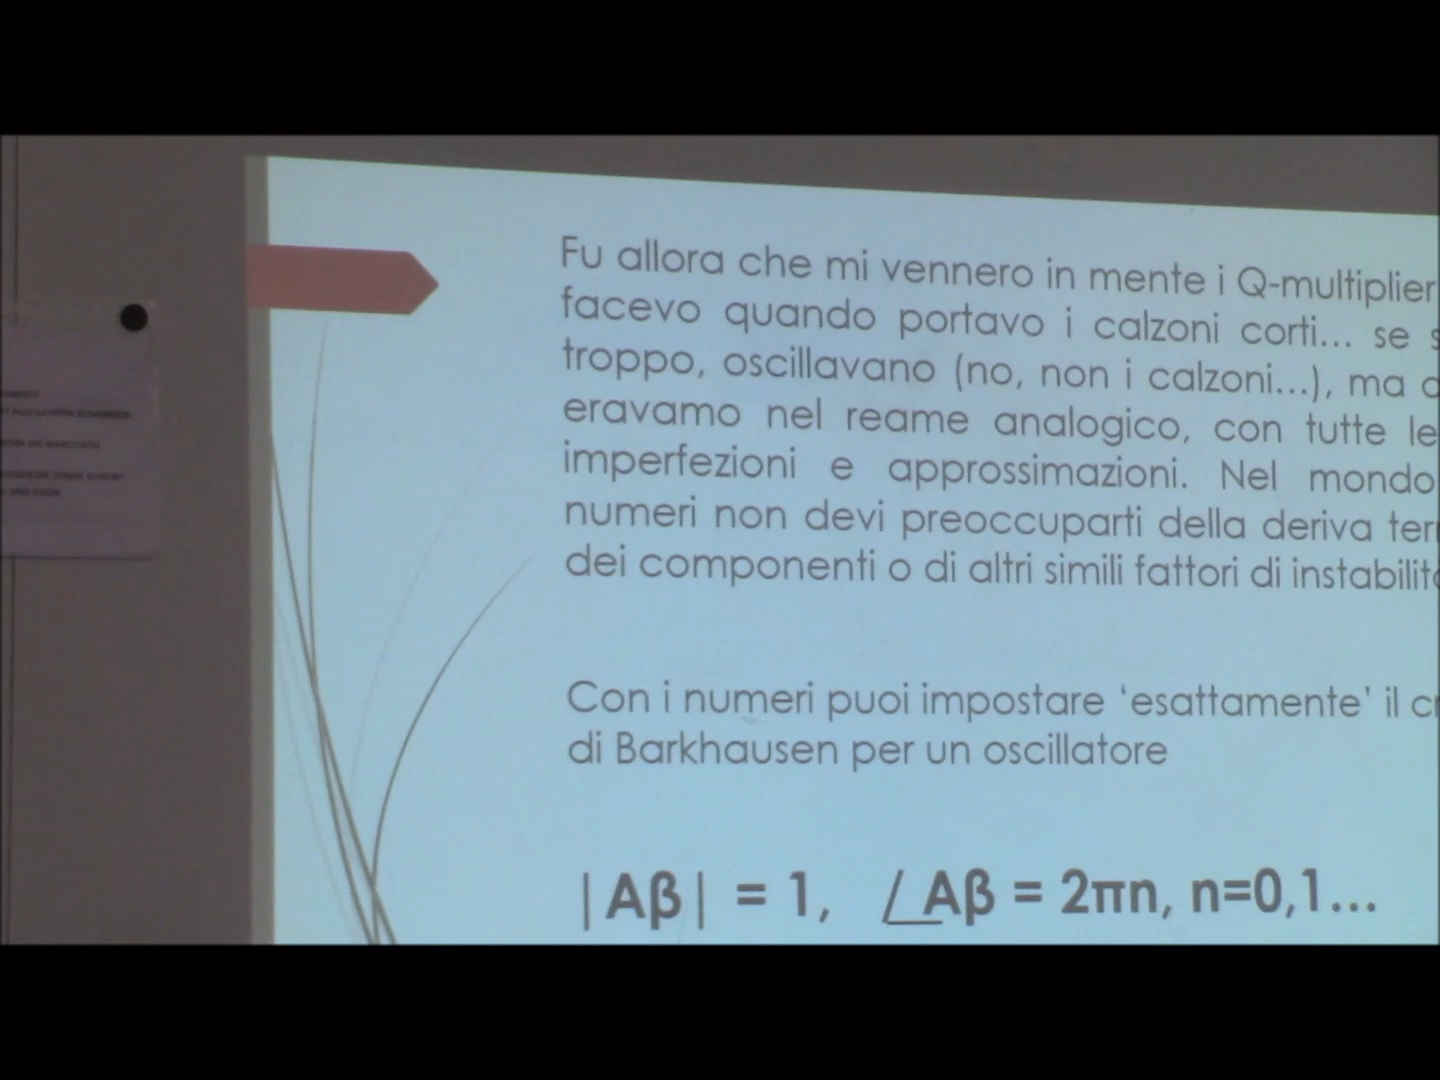 Fu allora che mi vennero in mente i Q-multiplier
facevo quando portavo i calzoni corti... se s
troppo, oscillavano (no, non i calzoni...), ma
eravamo nel reame analogico, con tutte le
imperfezioni e approssimazioni. Nel mondo
numeri non devi preoccuparti della deriva
dei componenti o di altri simili fattori di instabilit
Con i numeri puoi impostare ‘esattamente’ il
di Barkhausen per un oscillatore
|Aβ| = 1, ∠Aβ = 2πn, n=0,1...